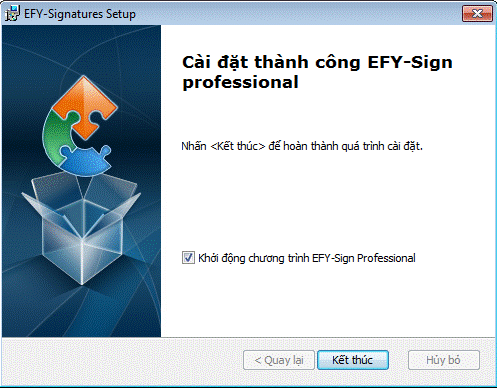 EFY-Signatures Setup
Cài đặt thành công EFY-Sign
professional
Nhấn <Kết thúc> để hoàn thành quá trình cài đặt.
Khởi động chương trình EFY-Sign Professional
< Quay lại
Kết thúc
Hủy bỏ